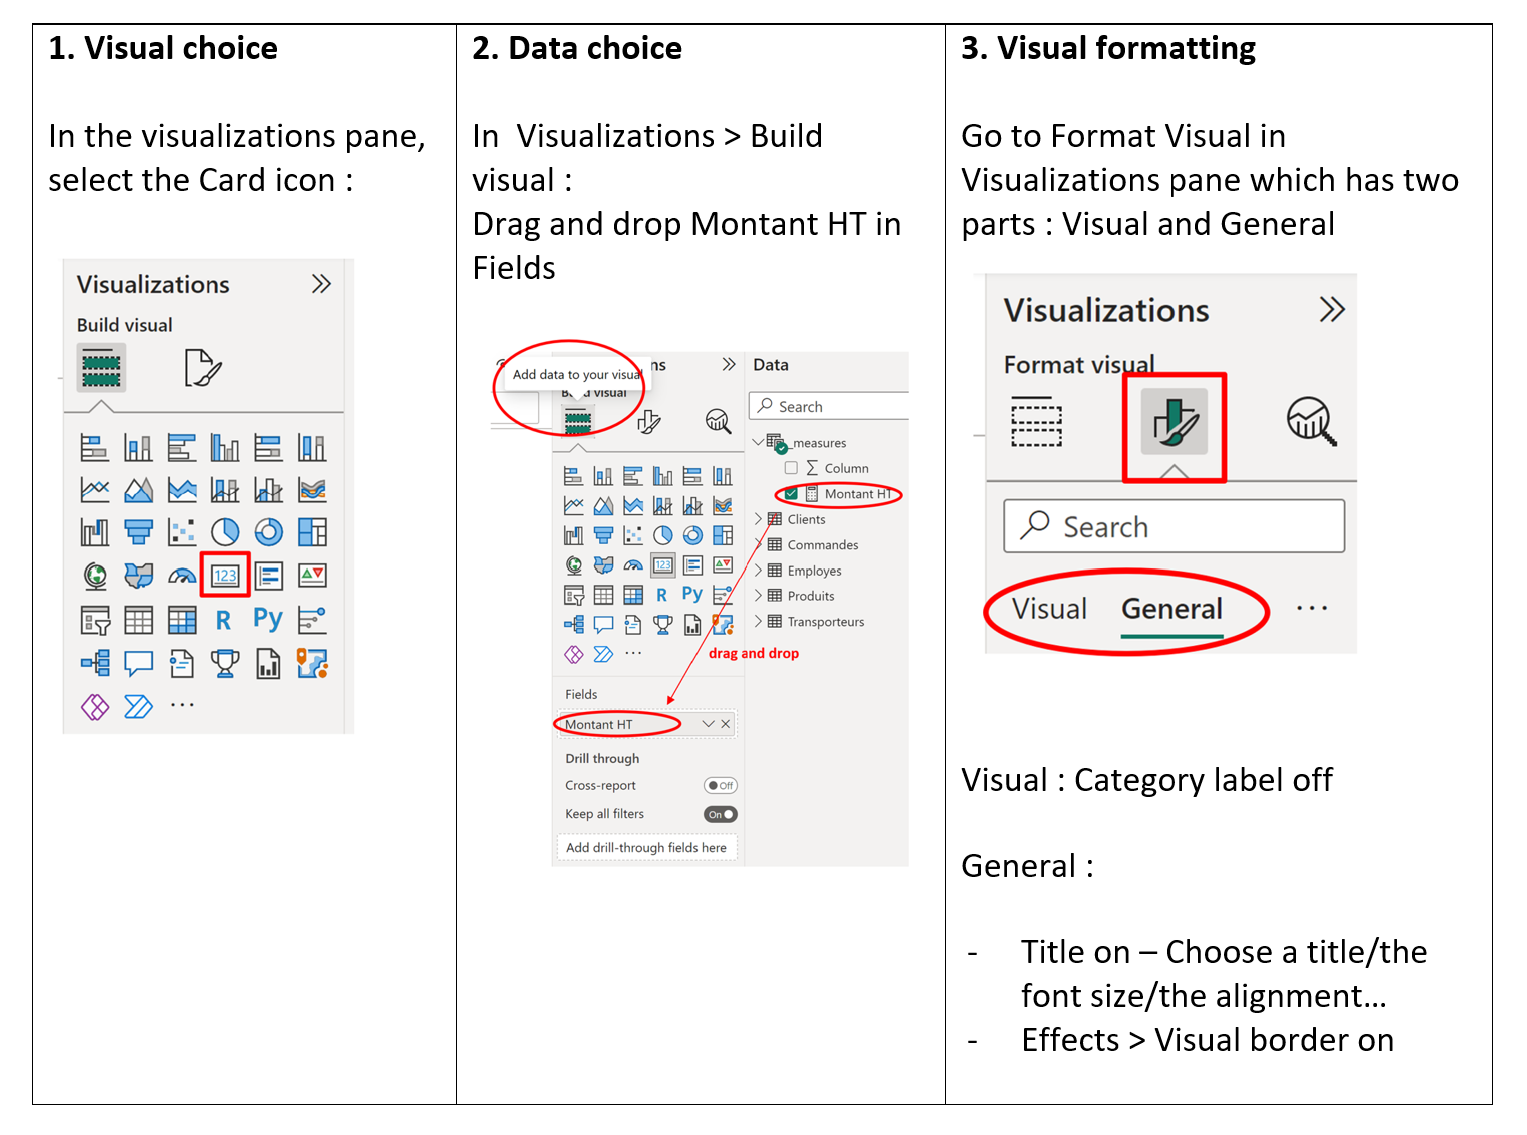 1. Visual choice
In the visualizations pane,
select the Card icon :
Visualizations
Build visual
123
R
Py
2. Data choice
In  Visualizations > Build
visual :
Drag and drop Montant HT in
Fields
Add data to your visual
Data
Search
_measures
Column
Montant HT
Clients
Commandes
Employes
Produits
Transporteurs
123
R
Py
drag and drop
Fields
Montant HT
Drill through
Cross-report
Off
Keep all filters
On
Add drill-through fields here
3. Visual formatting
Go to Format Visual in
Visualizations pane which has two
parts : Visual and General
Visualizations
Format visual
Search
Visual General ...
Visual : Category label off
General :
- Title on – Choose a title/the
font size/the alignment...
- Effects > Visual border on